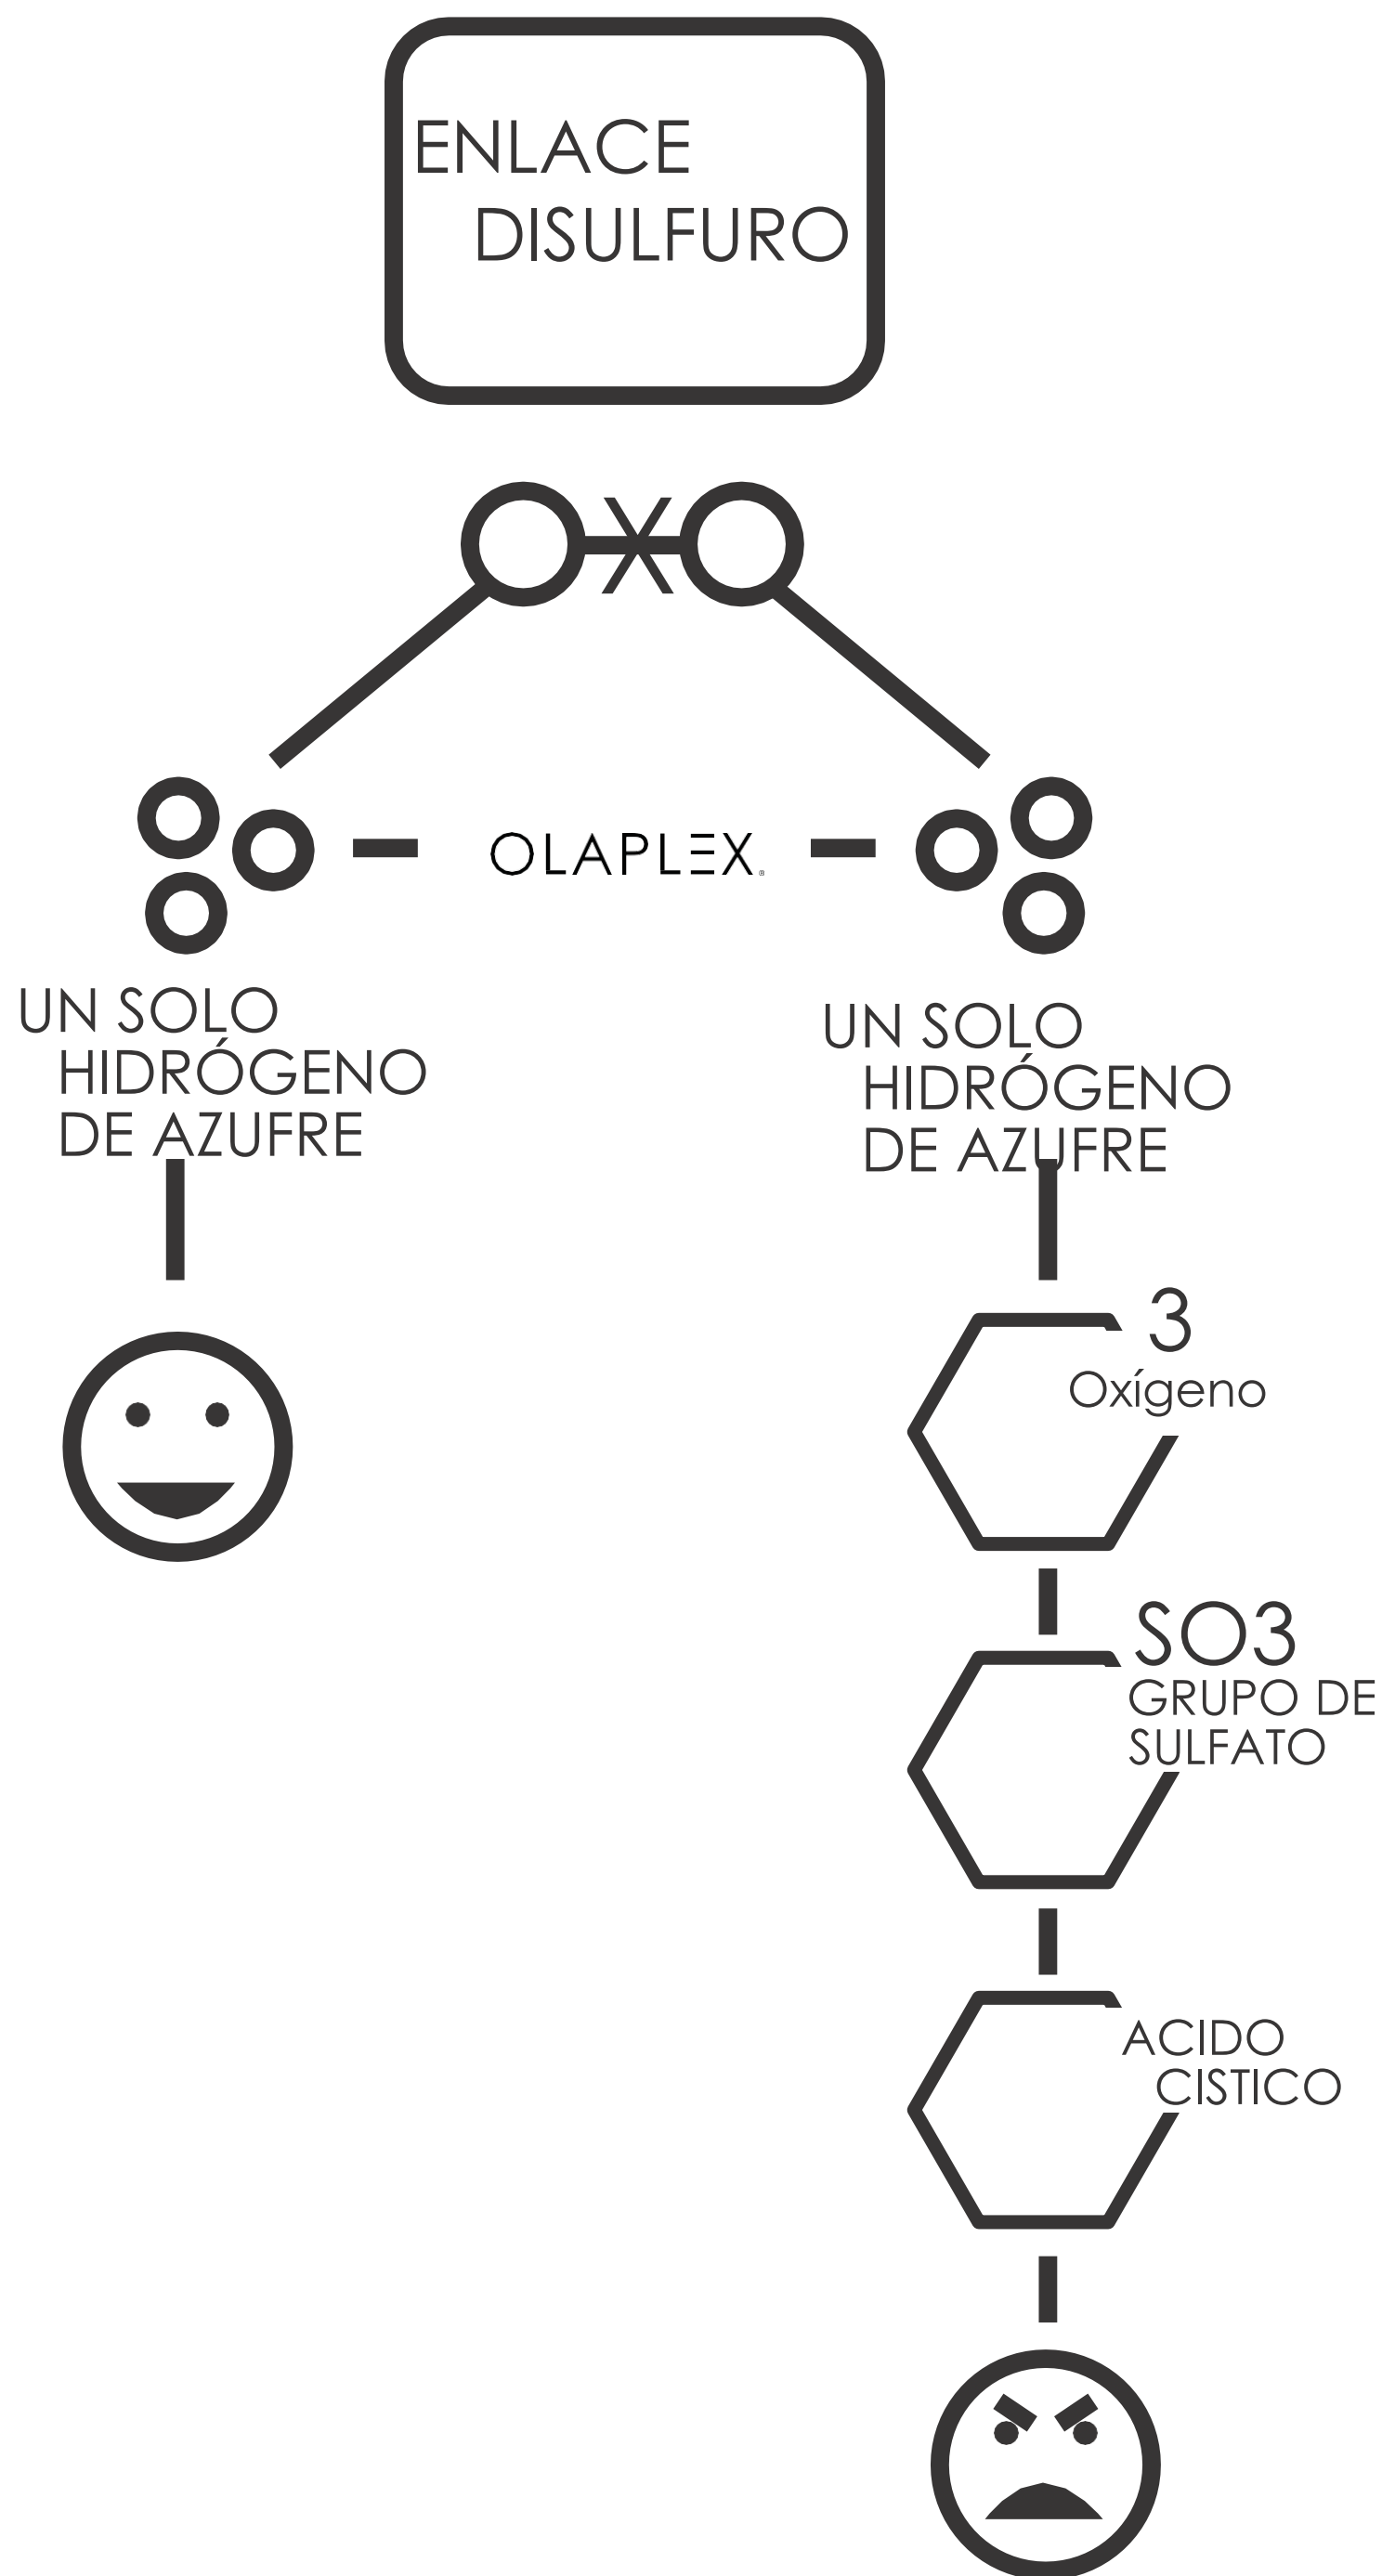 ENLACE
DISULFURO
X
OLAPLEX®
UN SOLO
HIDRÓGENO
DE AZUFRE
UN SOLO
HIDRÓGENO
DE AZUFRE
3
Oxígeno
SO3
GRUPO DE
SULFATO
ACIDO
CISTICO